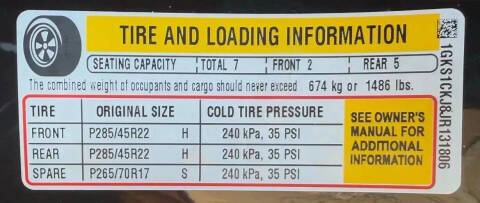 TIRE AND LOADING INFORMATION
SEATING CAPACITY TOTAL 7 FRONT 2 REAR 5
The combined weight of occupants and cargo should never exceed 674 kg or 1486 lbs.
TIRE ORIGINAL SIZE COLD TIRE PRESSURE
FRONT P285/45R22 H 240 kPa, 35 PSI
REAR P285/45R22 H 240 kPa, 35 PSI
SPARE P265/70R17 S 240 kPa, 35 PSI
SEE OWNER'S
MANUAL FOR
ADDITIONAL
INFORMATION
1GKS1CKJ8JR131806